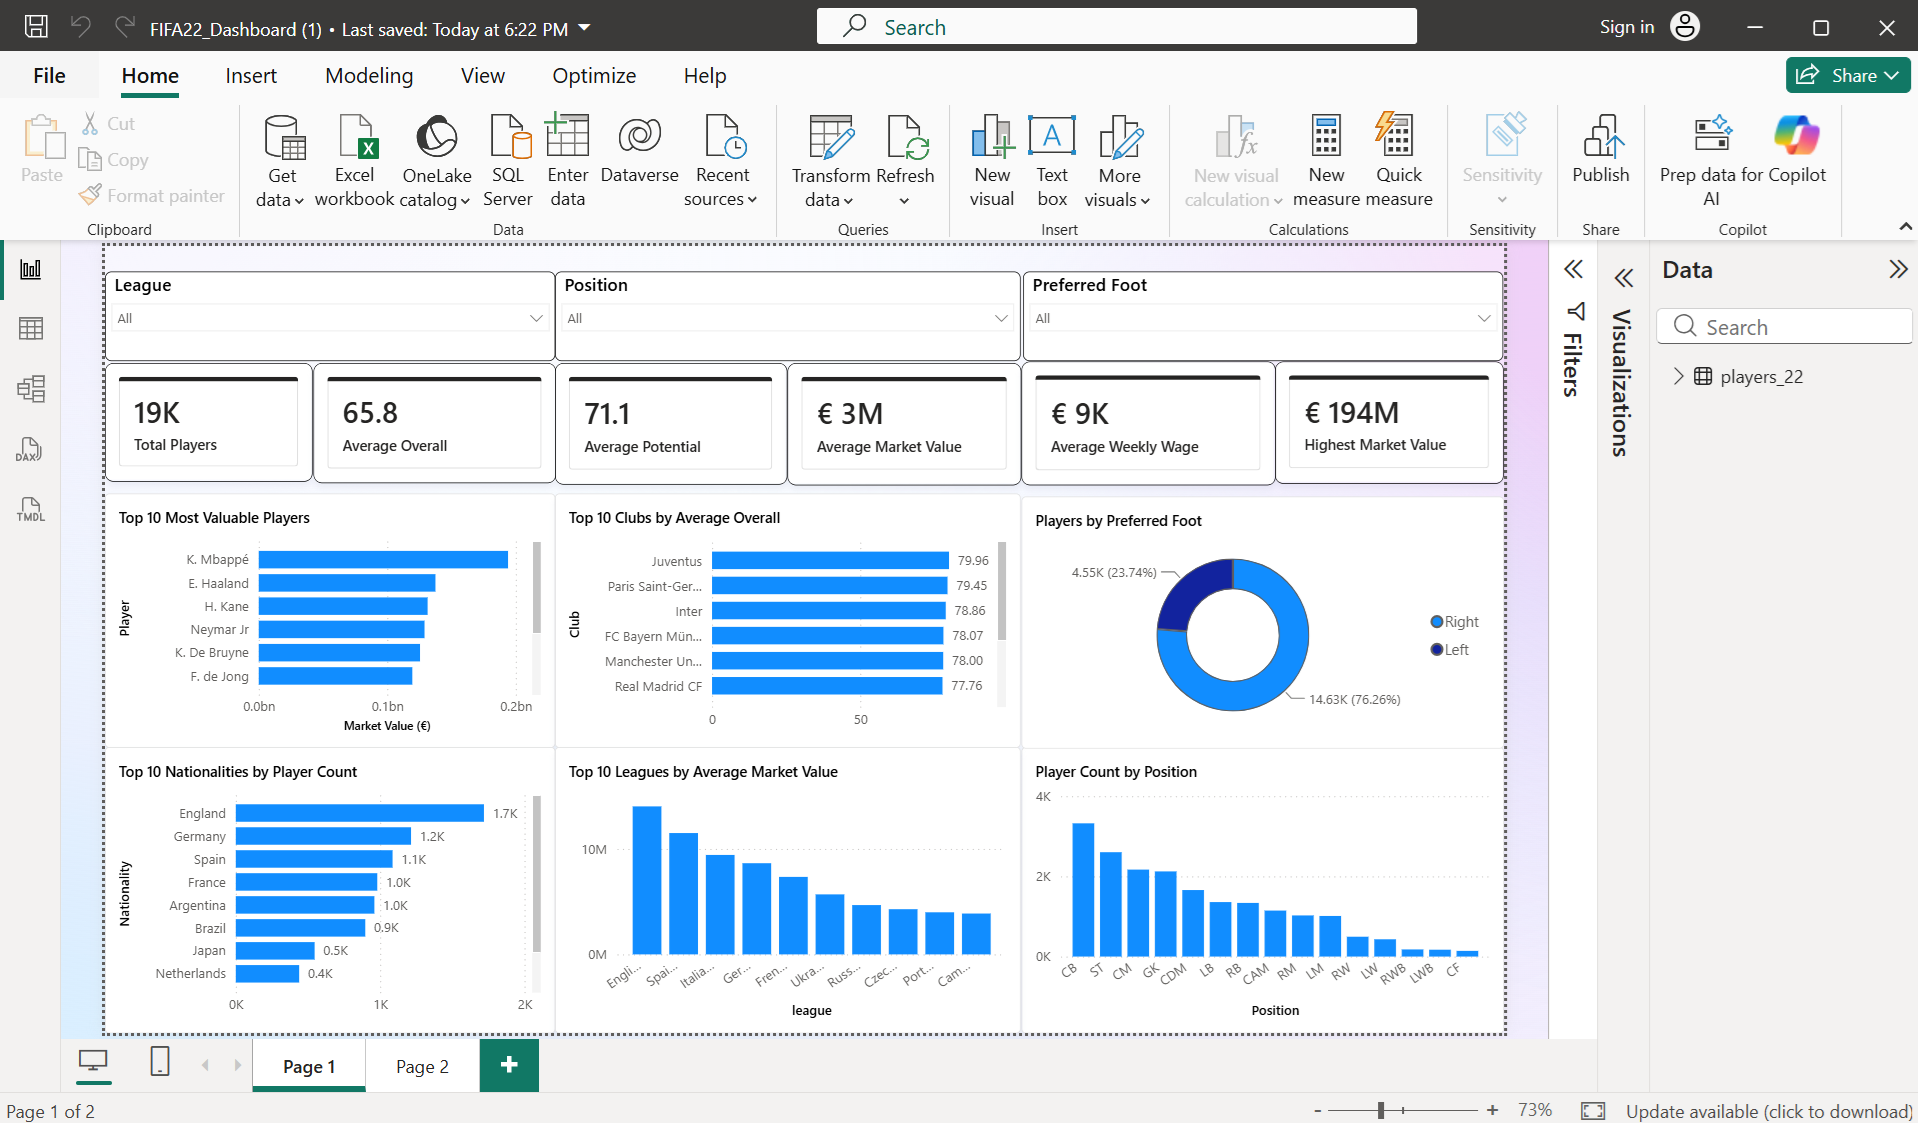 FIFA22_Dashboard (1) • Last saved: Today at 6:22 PM
Search
Sign in
File
Home
Insert
Modeling
View
Optimize
Help
Share
Paste
Cut
Copy
Format painter
Clipboard
Get data
Excel workbook
OneLake catalog
SQL Server
Enter data
Dataverse
Recent sources
Data
Transform data
Refresh
Queries
New visual
Text box
More visuals
Insert
New visual calculation
New measure
Quick measure
Calculations
Sensitivity
Sensitivity
Publish
Share
Prep data for AI
Copilot
Copilot
DAX
TMDL
League
All
Position
All
Preferred Foot
All
19K
Total Players
65.8
Average Overall
71.1
Average Potential
€ 3M
Average Market Value
€ 9K
Average Weekly Wage
€ 194M
Highest Market Value
Top 10 Most Valuable Players
Player
K. Mbappé
E. Haaland
H. Kane
Neymar Jr
K. De Bruyne
F. de Jong
0.0bn 0.1bn 0.2bn
Market Value (€)
Top 10 Clubs by Average Overall
Club
Juventus 79.96
Paris Saint-Ger... 79.45
Inter 78.86
FC Bayern Mün... 78.07
Manchester Un... 78.00
Real Madrid CF 77.76
0 50
Players by Preferred Foot
4.55K (23.74%)
14.63K (76.26%)
Right
Left
Top 10 Nationalities by Player Count
Nationality
England 1.7K
Germany 1.2K
Spain 1.1K
France 1.0K
Argentina 1.0K
Brazil 0.9K
Japan 0.5K
Netherlands 0.4K
0K 1K 2K
Top 10 Leagues by Average Market Value
10M
0M
Engli... Spai... Italia... Ger... Fren... Ukra... Russ... Czec... Port... Cam...
league
Player Count by Position
4K
2K
0K
CB ST CM GK CDM LB RB CAM RM LM RW LW RWB LWB CF
Position
Filters
Visualizations
Data
Search
players_22
Page 1
Page 2
+
Page 1 of 2
- + 73%
Update available (click to download)